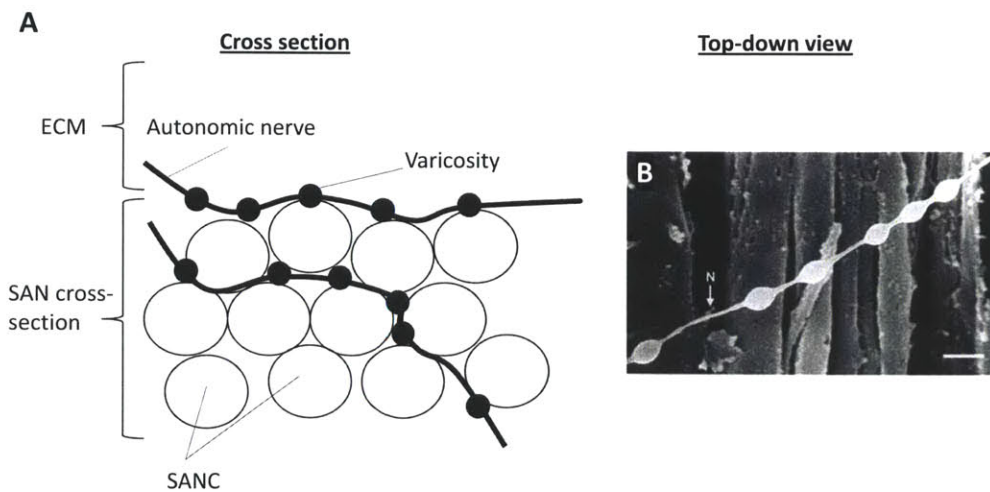 A
Cross section
Top-down view
ECM
Autonomic nerve
Varicosity
B
N
SAN cross-
section
SANC